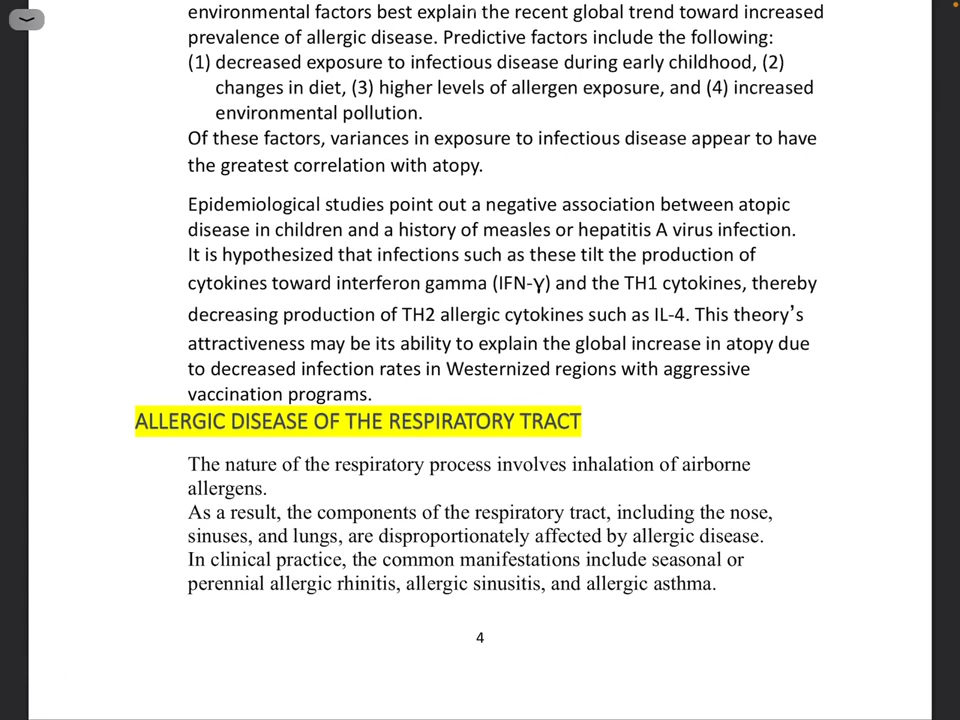 environmental factors best explain the recent global trend toward increased
prevalence of allergic disease. Predictive factors include the following:
(1) decreased exposure to infectious disease during early childhood, (2)
changes in diet, (3) higher levels of allergen exposure, and (4) increased
environmental pollution.
Of these factors, variances in exposure to infectious disease appear to have
the greatest correlation with atopy.
Epidemiological studies point out a negative association between atopic
disease in children and a history of measles or hepatitis A virus infection.
It is hypothesized that infections such as these tilt the production of
cytokines toward interferon gamma (IFN-γ) and the TH1 cytokines, thereby
decreasing production of TH2 allergic cytokines such as IL-4. This theory’s
attractiveness may be its ability to explain the global increase in atopy due
to decreased infection rates in Westernized regions with aggressive
vaccination programs.
ALLERGIC DISEASE OF THE RESPIRATORY TRACT
The nature of the respiratory process involves inhalation of airborne
allergens.
As a result, the components of the respiratory tract, including the nose,
sinuses, and lungs, are disproportionately affected by allergic disease.
In clinical practice, the common manifestations include seasonal or
perennial allergic rhinitis, allergic sinusitis, and allergic asthma.
4